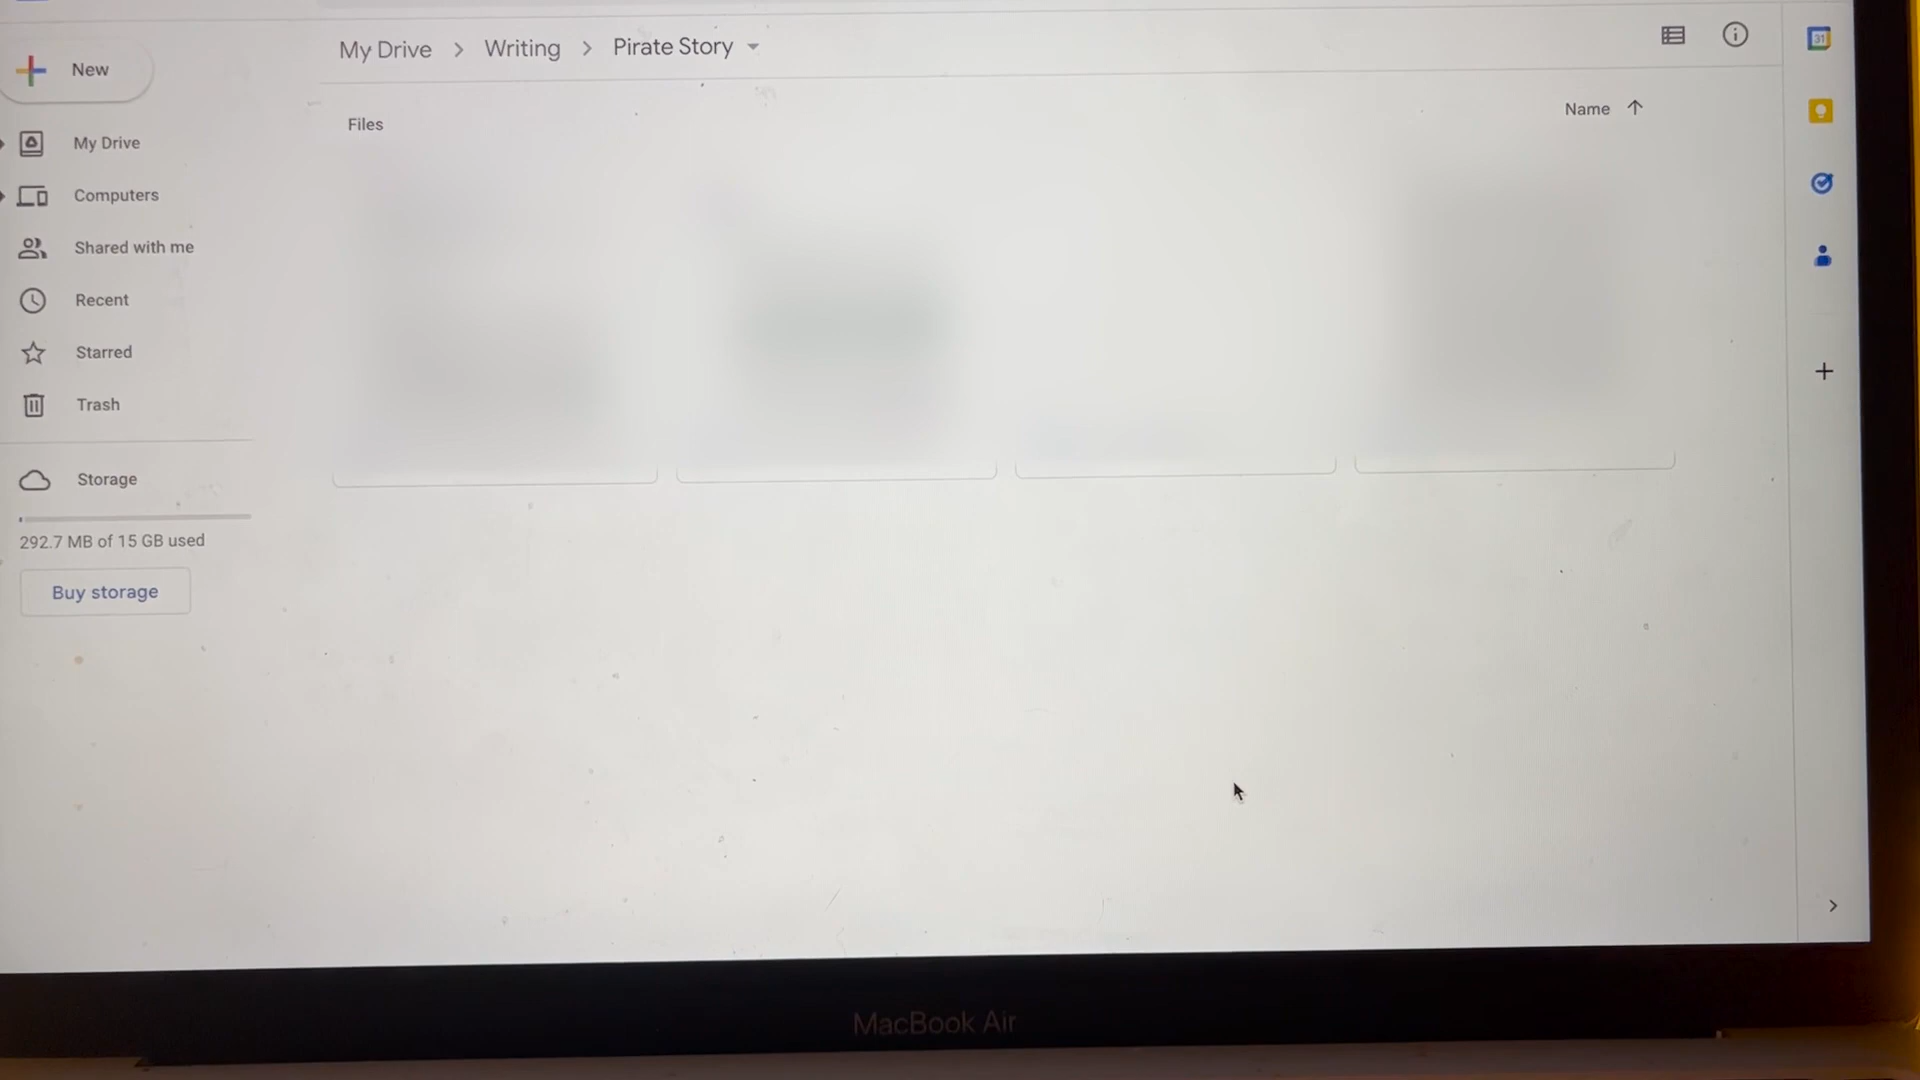 My Drive > Writing > Pirate Story
New
Files
Name
My Drive
Computers
Shared with me
Recent
Starred
Trash
Storage
292.7 MB of 15 GB used
Buy storage
31
MacBook Air